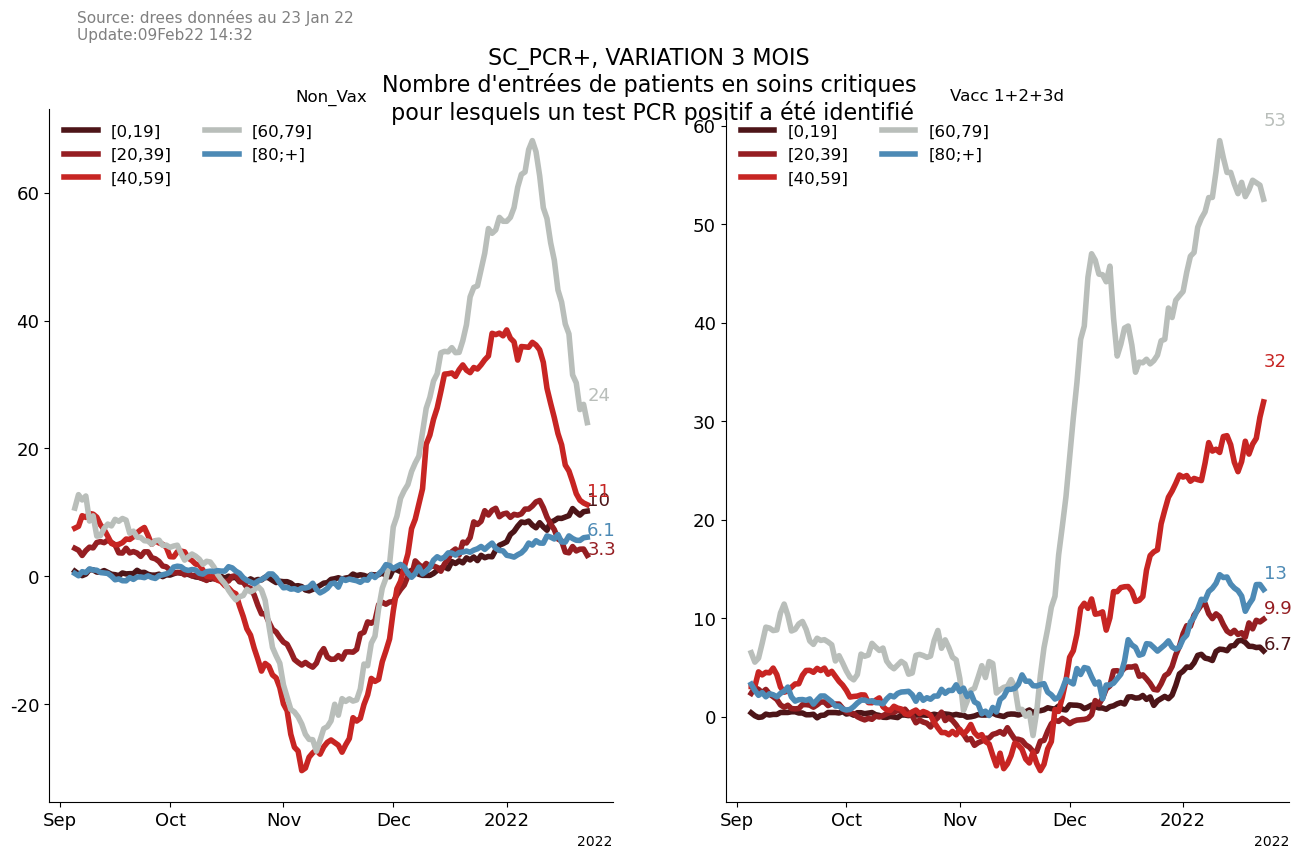 Source: drees données au 23 Jan 22
Update:09Feb22 14:32
SC_PCR+, VARIATION 3 MOIS
Nombre d'entrées de patients en soins critiques
pour lesquels un test PCR positif a été identifié
Non_Vax
[0,19]
[20,39]
[40,59]
[60,79]
[80;+]
60
40
20
0
-20
24
11
10
6.1
3.3
Sep
Oct
Nov
Dec
2022
2022
Vacc 1+2+3d
[0,19]
[20,39]
[40,59]
[60,79]
[80;+]
60
50
40
30
20
10
0
53
32
13
9.9
6.7
Sep
Oct
Nov
Dec
2022
2022